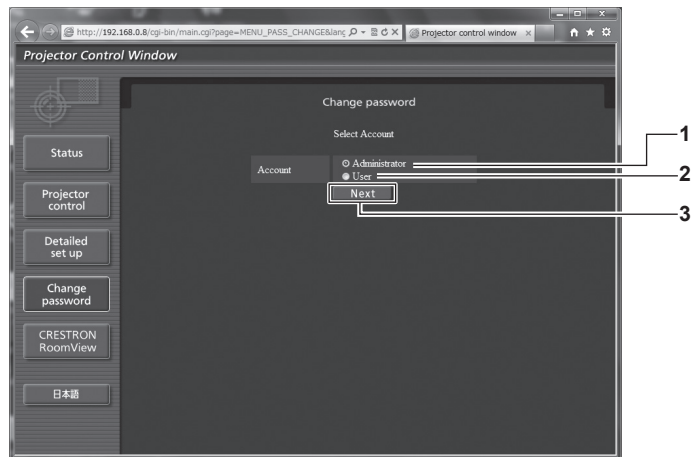 http://192.168.0.8/cgi-bin/main.cgi?page=MENU_PASS_CHANGE&lang
Projector control window
Projector Control Window
Change password
Select Account
Account
Administrator
User
Next
Status
Projector
control
Detailed
set up
Change
password
CRESTRON
RoomView
日本語
1
2
3